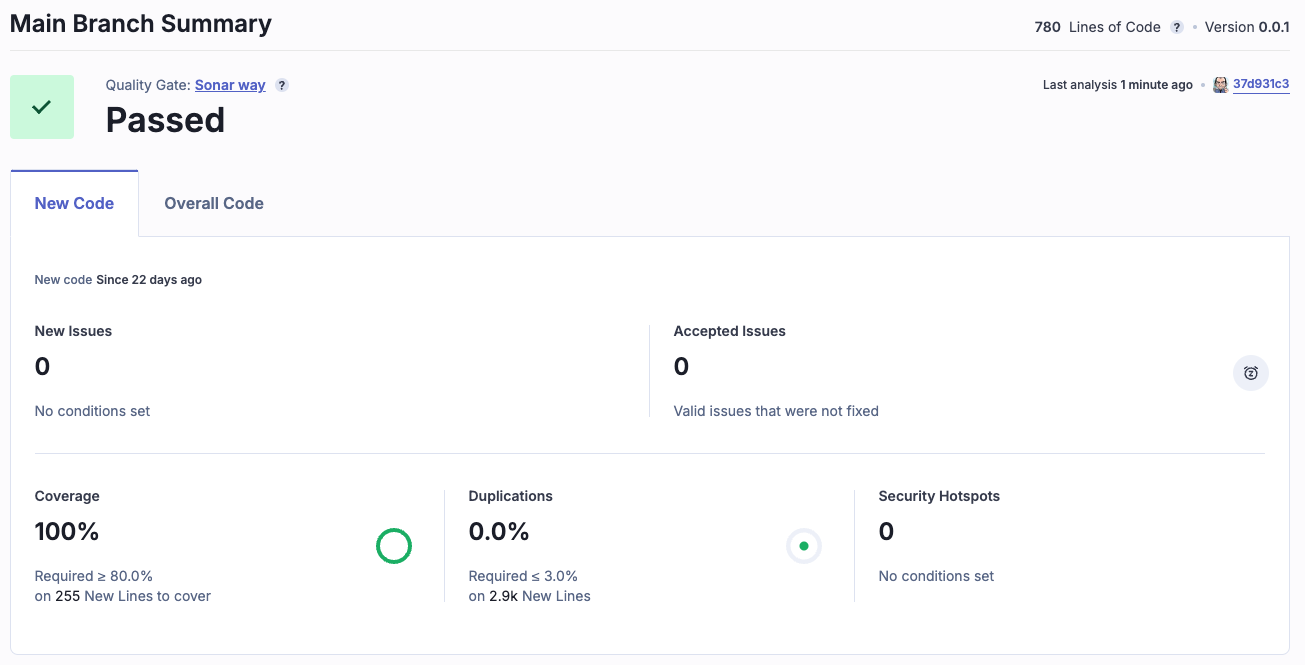 Main Branch Summary
780 Lines of Code ? • Version 0.0.1
Quality Gate: Sonar way ?
Passed
Last analysis 1 minute ago • 37d931c3
New Code
Overall Code
New code Since 22 days ago
New Issues
0
No conditions set
Accepted Issues
0
Valid issues that were not fixed
Coverage
100%
Required ≥ 80.0%
on 255 New Lines to cover
Duplications
0.0%
Required ≤ 3.0%
on 2.9k New Lines
Security Hotspots
0
No conditions set